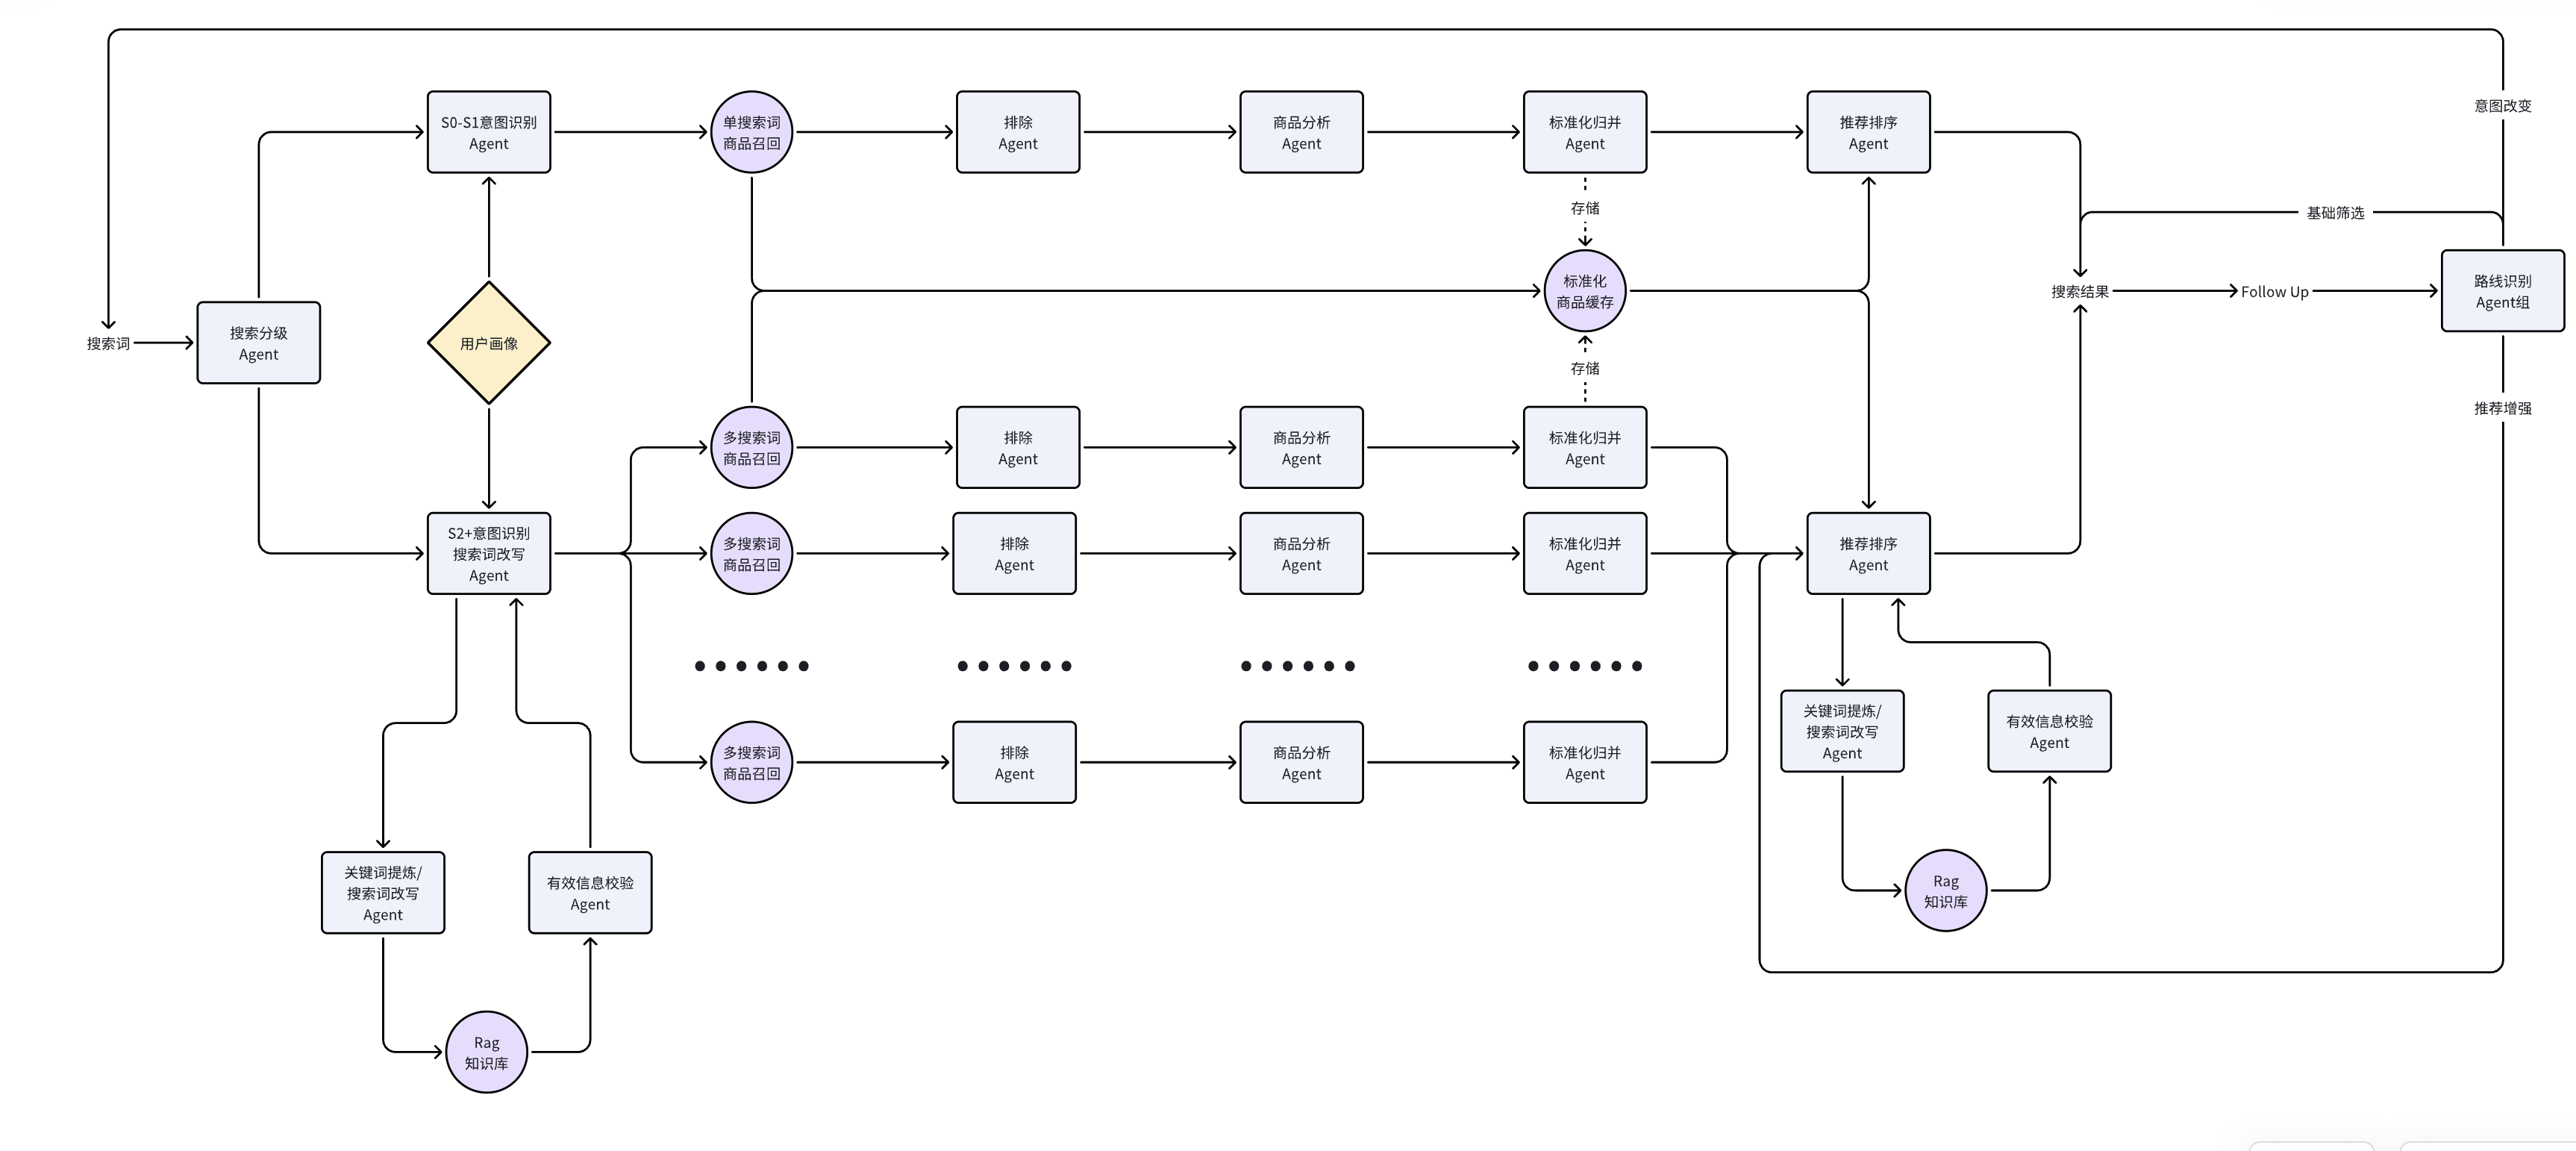 意图改变
S0-S1意图识别
Agent
单搜索词
商品召回
排除
Agent
商品分析
Agent
标准化归并
Agent
推荐排序
Agent
存储
基础筛选
搜索词
搜索分级
Agent
用户画像
标准化
商品缓存
搜索结果
Follow Up
路线识别
Agent组
存储
推荐增强
多搜索词
商品召回
排除
Agent
商品分析
Agent
标准化归并
Agent
S2+意图识别
搜索词改写
Agent
多搜索词
商品召回
排除
Agent
商品分析
Agent
标准化归并
Agent
推荐排序
Agent
多搜索词
商品召回
排除
Agent
商品分析
Agent
标准化归并
Agent
关键词提炼/
搜索词改写
Agent
有效信息校验
Agent
关键词提炼/
搜索词改写
Agent
有效信息校验
Agent
Rag
知识库
Rag
知识库